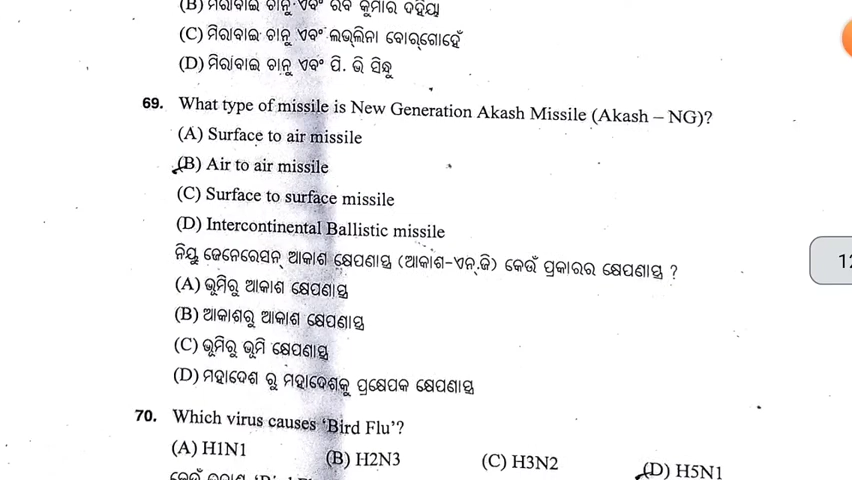 (B) ମିରାବାଇ ଚାନୁ ଏବଂ ରବି କୁମାର ଦହିୟା
(C) ମିରାବାଇ ଚାନୁ ଏବଂ ଲଭ୍‌ଲିନା ବୋର୍‌ଗୋହେଁ
(D) ମିରାବାଇ ଚାନୁ ଏବଂ ପି. ଭି ସିନ୍ଧୁ
69. What type of missile is New Generation Akash Missile (Akash – NG)?
(A) Surface to air missile
(B) Air to air missile
(C) Surface to surface missile
(D) Intercontinental Ballistic missile
ନିୟୁ ଜେନେରେସନ୍ ଆକାଶ କ୍ଷେପଣାସ୍ତ୍ର (ଆକାଶ-ଏନ୍.ଜି) କେଉଁ ପ୍ରକାରର କ୍ଷେପଣାସ୍ତ୍ର ?
(A) ଭୂମିରୁ ଆକାଶ କ୍ଷେପଣାସ୍ତ୍ର
(B) ଆକାଶରୁ ଆକାଶ କ୍ଷେପଣାସ୍ତ୍ର
(C) ଭୂମିରୁ ଭୂମି କ୍ଷେପଣାସ୍ତ୍ର
(D) ମହାଦେଶ ରୁ ମହାଦେଶକୁ ପ୍ରକ୍ଷେପକ କ୍ଷେପଣାସ୍ତ୍ର
70. Which virus causes ‘Bird Flu’?
(A) H1N1 (B) H2N3 (C) H3N2 (D) H5N1